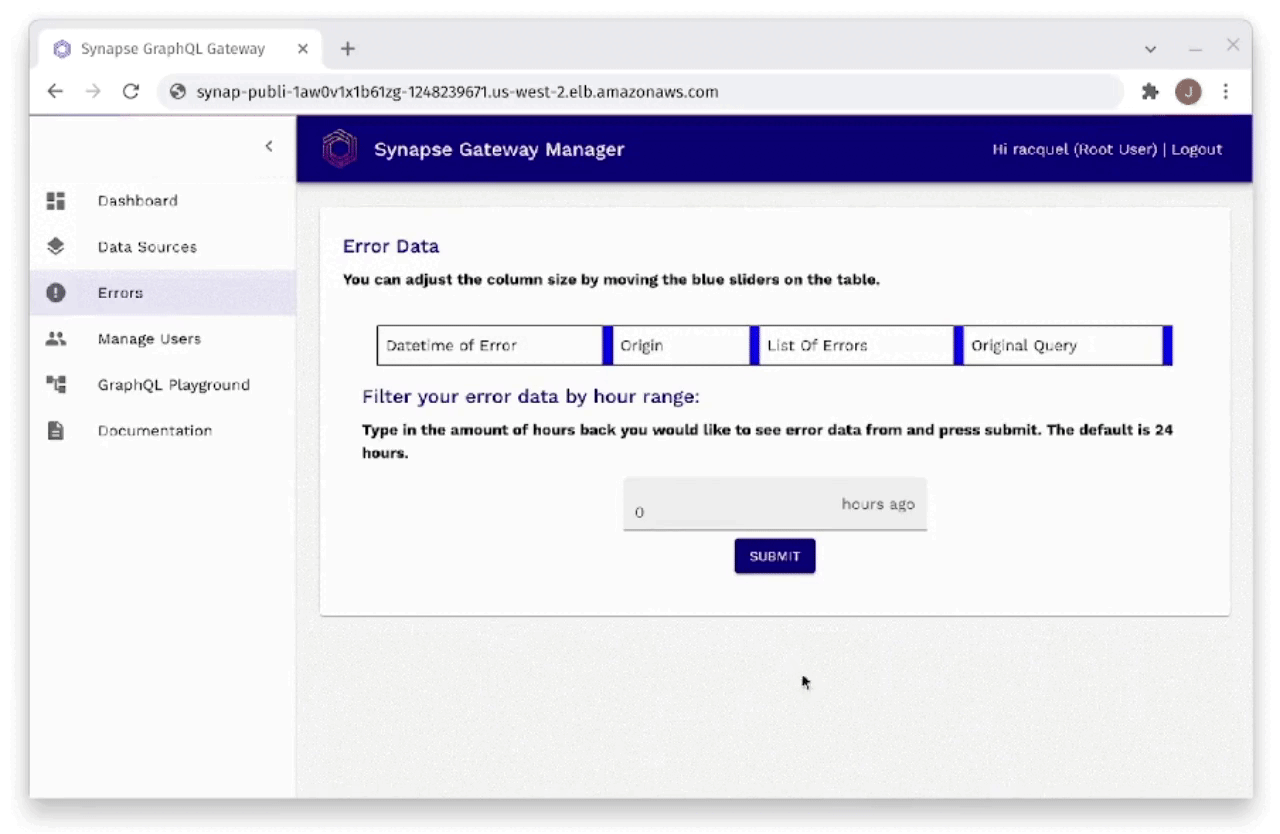 Synapse GraphQL Gateway
synap-publi-1aw0v1x1b61zg-1248239671.us-west-2.elb.amazonaws.com
J
Synapse Gateway Manager
Hi racquel (Root User) | Logout
Dashboard
Data Sources
Errors
Manage Users
GraphQL Playground
Documentation
Error Data
You can adjust the column size by moving the blue sliders on the table.
Datetime of Error
Origin
List Of Errors
Original Query
Filter your error data by hour range:
Type in the amount of hours back you would like to see error data from and press submit. The default is 24
hours.
0
hours ago
SUBMIT